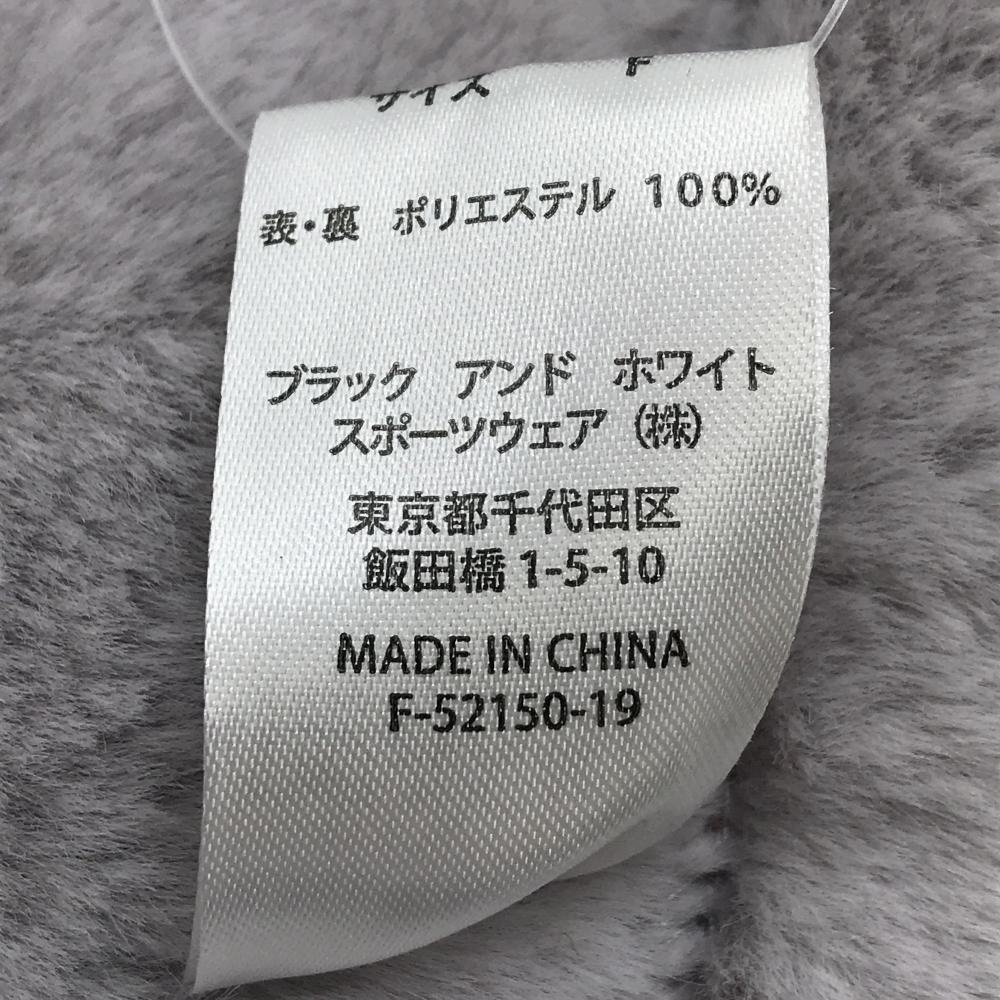 サイズ F
表・裏 ポリエステル 100%
ブラック アンド ホワイト
スポーツウェア (株)
東京都千代田区
飯田橋1-5-10
MADE IN CHINA
F-52150-19